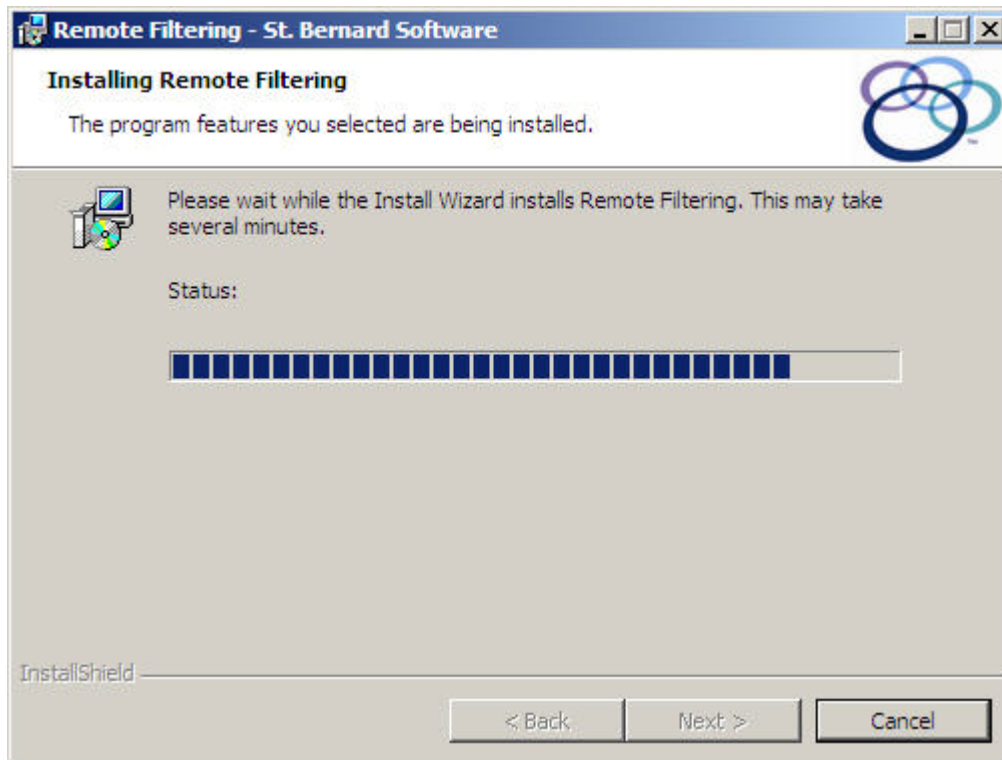 Remote Filtering - St. Bernard Software
Installing Remote Filtering
The program features you selected are being installed.
Please wait while the Install Wizard installs Remote Filtering. This may take
several minutes.
Status:
InstallShield
< Back
Next >
Cancel